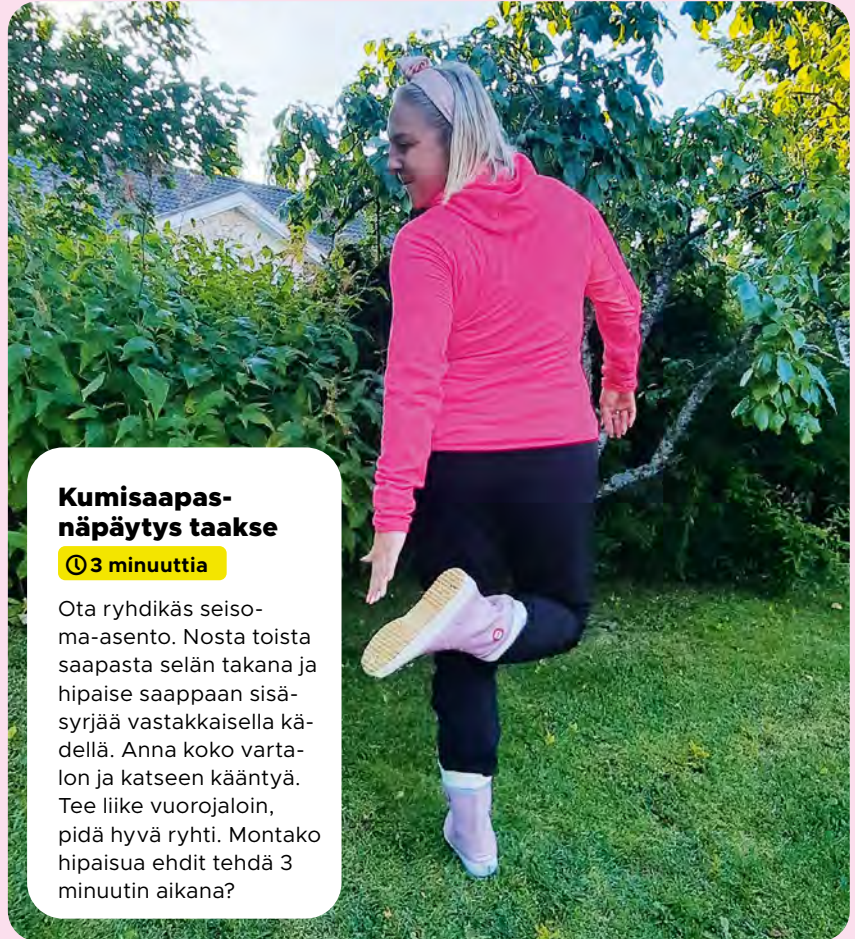 Kumisaapas-
näpäytys taakse
3 minuuttia
Ota ryhdikäs seiso-
ma-asento. Nosta toista
saapasta selän takana ja
hipaise saappaan sisä-
syrjää vastakkaisella kä-
dellä. Anna koko varta-
lon ja katseen kääntyä.
Tee liike vuorojaloin,
pidä hyvä ryhti. Montako
hipaisua ehdit tehdä 3
minuutin aikana?